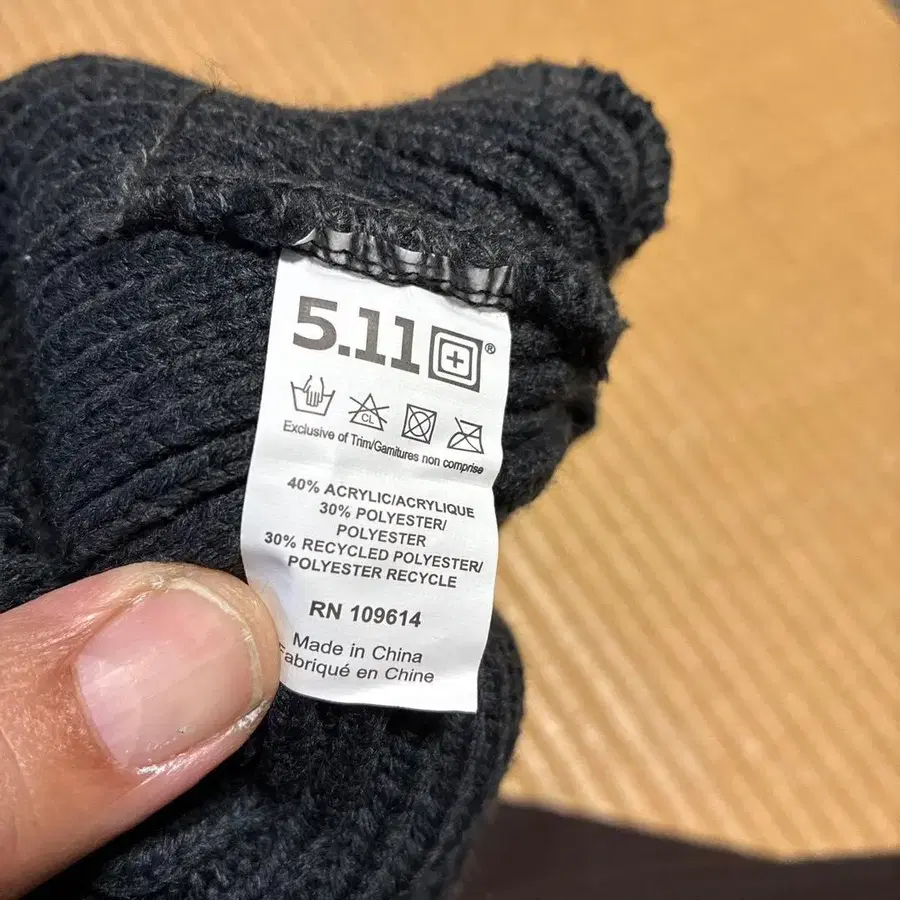 5.11®
CL
Exclusive of Trim/Garnitures non comprise
40% ACRYLIC/ACRYLIQUE
30% POLYESTER/
POLYESTER
30% RECYCLED POLYESTER/
POLYESTER RECYCLE
RN 109614
Made in China
Fabriqué en Chine